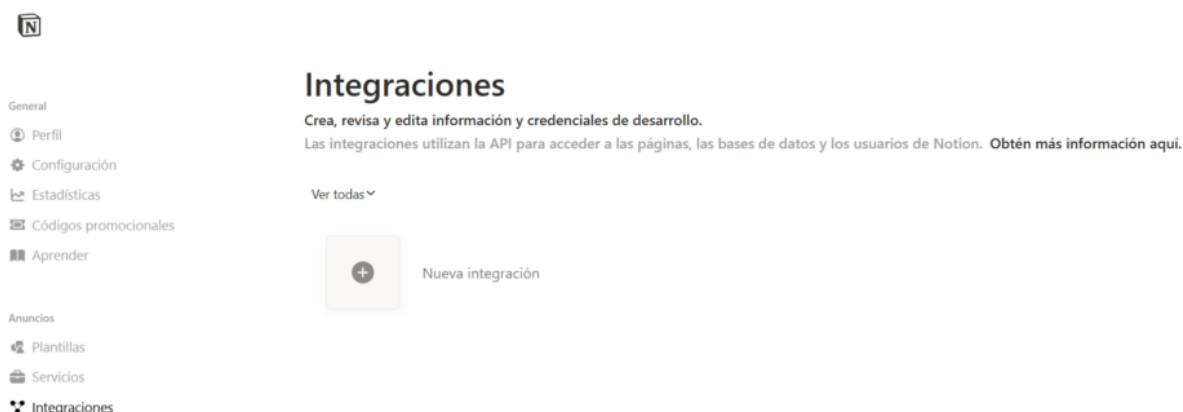 N
General
Perfil
Configuración
Estadísticas
Códigos promocionales
Aprender
Anuncios
Plantillas
Servicios
Integraciones
Integraciones
Crea, revisa y edita información y credenciales de desarrollo.
Las integraciones utilizan la API para acceder a las páginas, las bases de datos y los usuarios de Notion. Obtén más información aquí.
Ver todas
Nueva integración